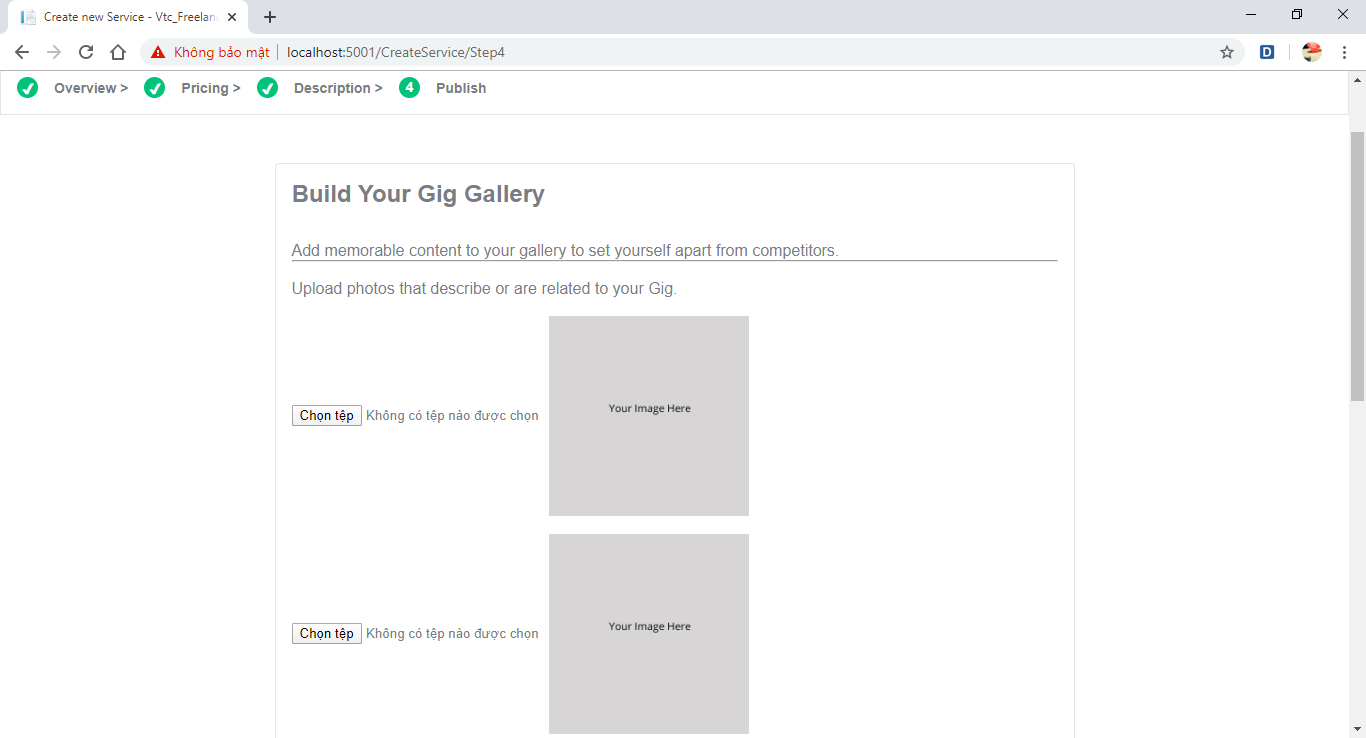 Create new Service - Vtc_Freelan
Không bảo mật
localhost:5001/CreateService/Step4
D
Overview > Pricing > Description > 4 Publish
Build Your Gig Gallery
Add memorable content to your gallery to set yourself apart from competitors.
Upload photos that describe or are related to your Gig.
Your Image Here
Chọn tệp Không có tệp nào được chọn
Your Image Here
Chọn tệp Không có tệp nào được chọn